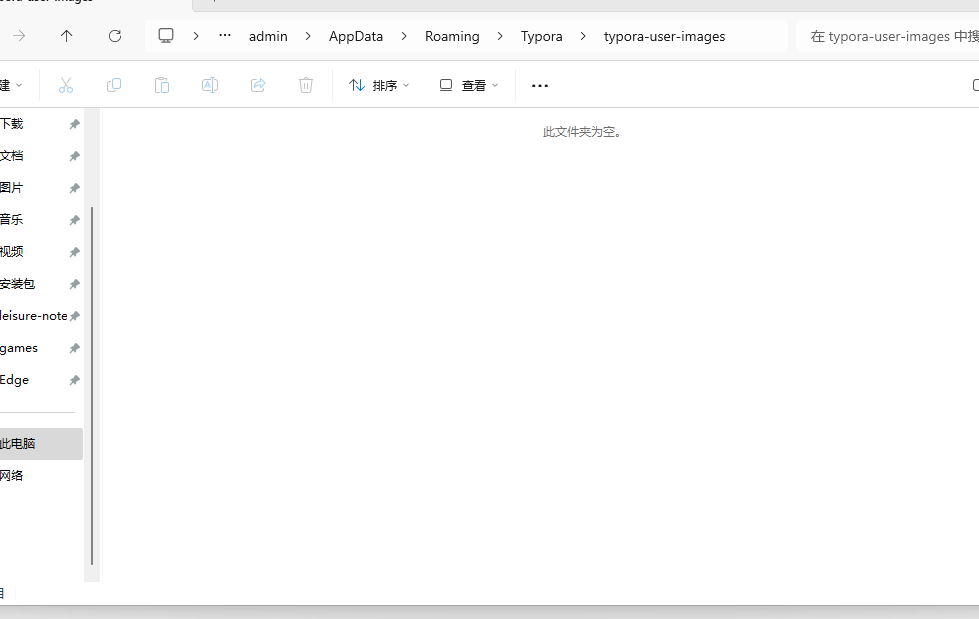 admin AppData Roaming Typora typora-user-images 在 typora-user-images 中搜
建 排序 查看
此文件夹为空。
下载
文档
图片
音乐
视频
安装包
leisure-note
games
Edge
此电脑
网络